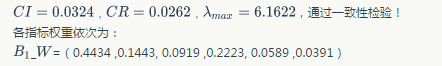 CI = 0.0324 , CR = 0.0262 , λmax = 6.1622 , 通过一致性检验！
各指标权重依次为：
B₁_W= ( 0.4434 ,0.1443, 0.0919 ,0.2223, 0.0589 ,0.0391 )